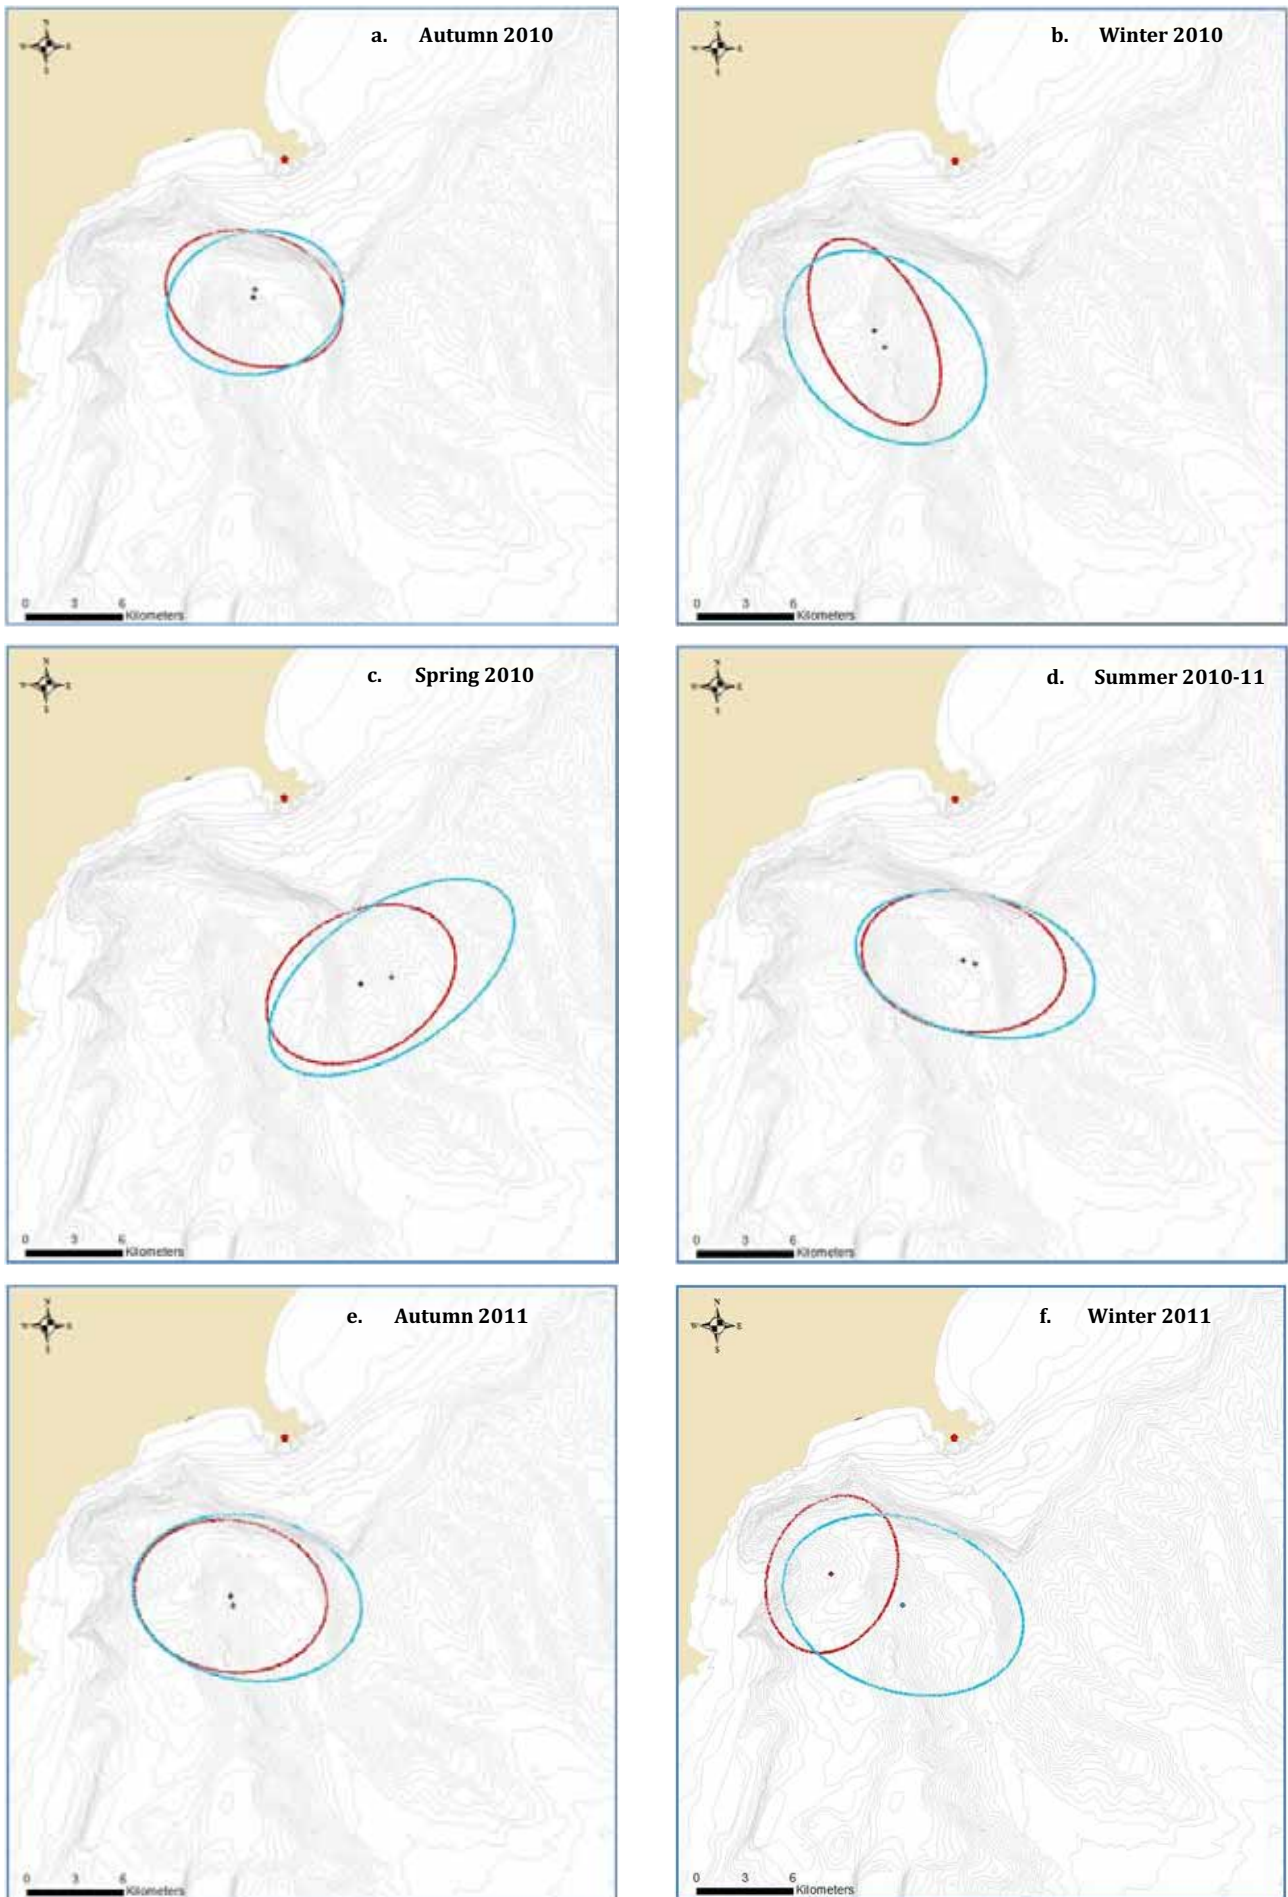 a. Autumn 2010
N
W E
S
0 3 6
Kilometers
b. Winter 2010
N
W E
S
0 3 6
Kilometers
c. Spring 2010
N
W E
S
0 3 6
Kilometers
d. Summer 2010-11
N
W E
S
0 3 6
Kilometers
e. Autumn 2011
N
W E
S
0 3 6
Kilometers
f. Winter 2011
N
W E
S
0 3 6
Kilometers